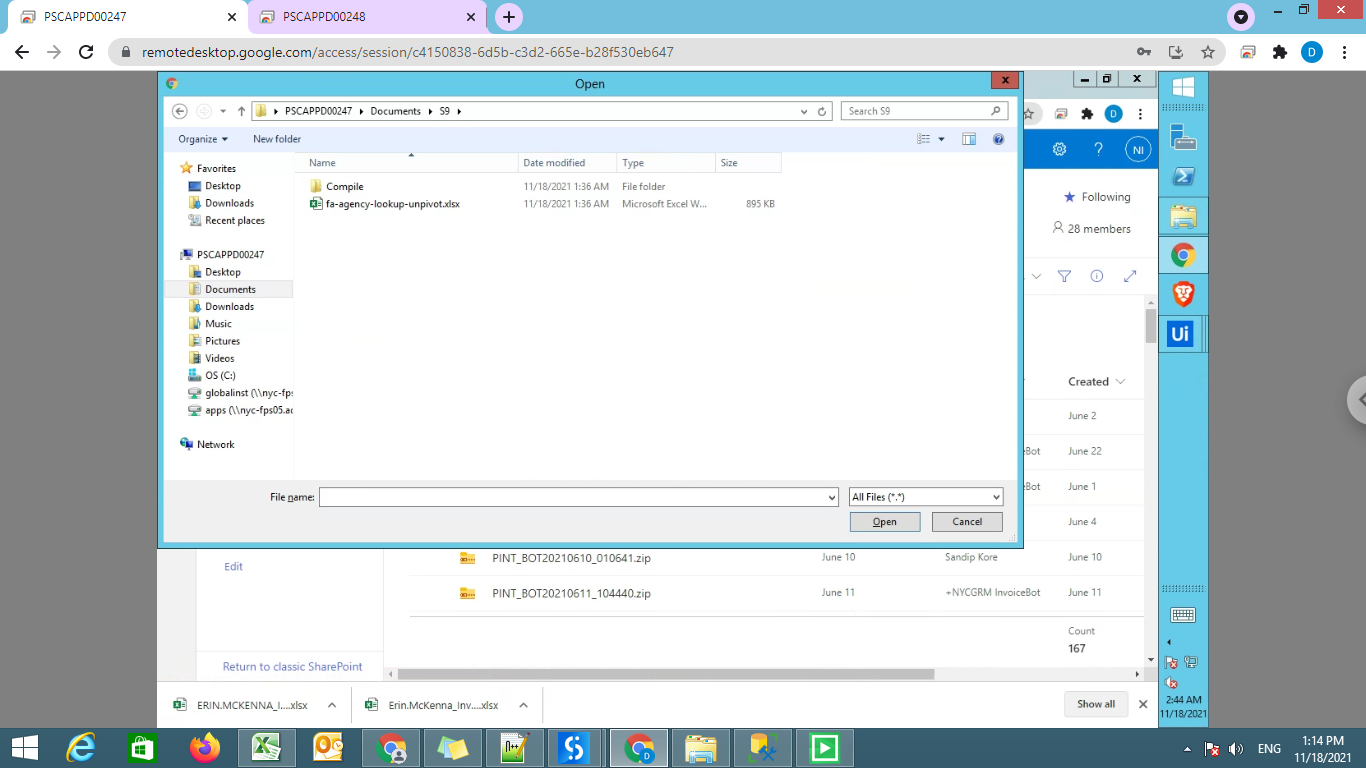 PSCAPPD00247
PSCAPPD00248
remotedesktop.google.com/access/session/c4150838-6d5b-c3d2-665e-b28f530eb647
D
Open
PSCAPPD00247 Documents S9
Search S9
D
Organize
New folder
?
NI
Favorites
Desktop
Downloads
Recent places
PSCAPPD00247
Desktop
Documents
Downloads
Music
Pictures
Videos
OS (C:)
globalinst (\\nyc-fps
apps (\\nyc-fps05.ac
Network
Name Date modified Type Size
Compile 11/18/2021 1:36 AM File folder
fa-agency-lookup-unpivot.xlsx 11/18/2021 1:36 AM Microsoft Excel W... 895 KB
File name:
All Files (*.*)
Open
Cancel
Following
28 members
Created
June 2
eBot June 22
eBot June 1
June 4
PINT_BOT20210610_010641.zip June 10 Sandip Kore June 10
PINT_BOT20210611_104440.zip June 11 +NYCGRM InvoiceBot June 11
Count
167
Edit
Return to classic SharePoint
Ui
2:44 AM
11/18/2021
ERIN.MCKENNA_I....xlsx
Erin.McKenna_Inv....xlsx
Show all
ENG
1:14 PM
11/18/2021